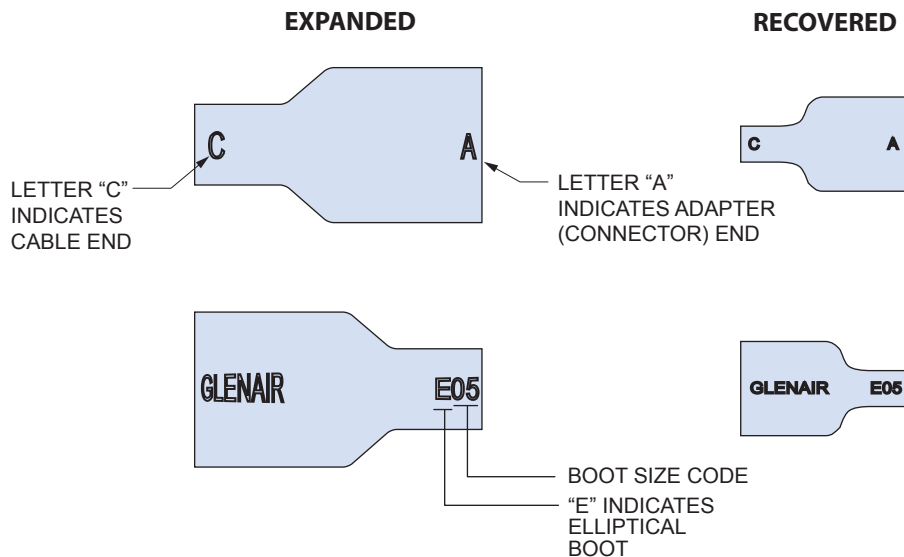 EXPANDED
RECOVERED
C
A
C
A
LETTER “C”
INDICATES
CABLE END
LETTER “A”
INDICATES ADAPTER
(CONNECTOR) END
GLENAIR
E05
GLENAIR
E05
BOOT SIZE CODE
“E” INDICATES
ELLIPTICAL
BOOT